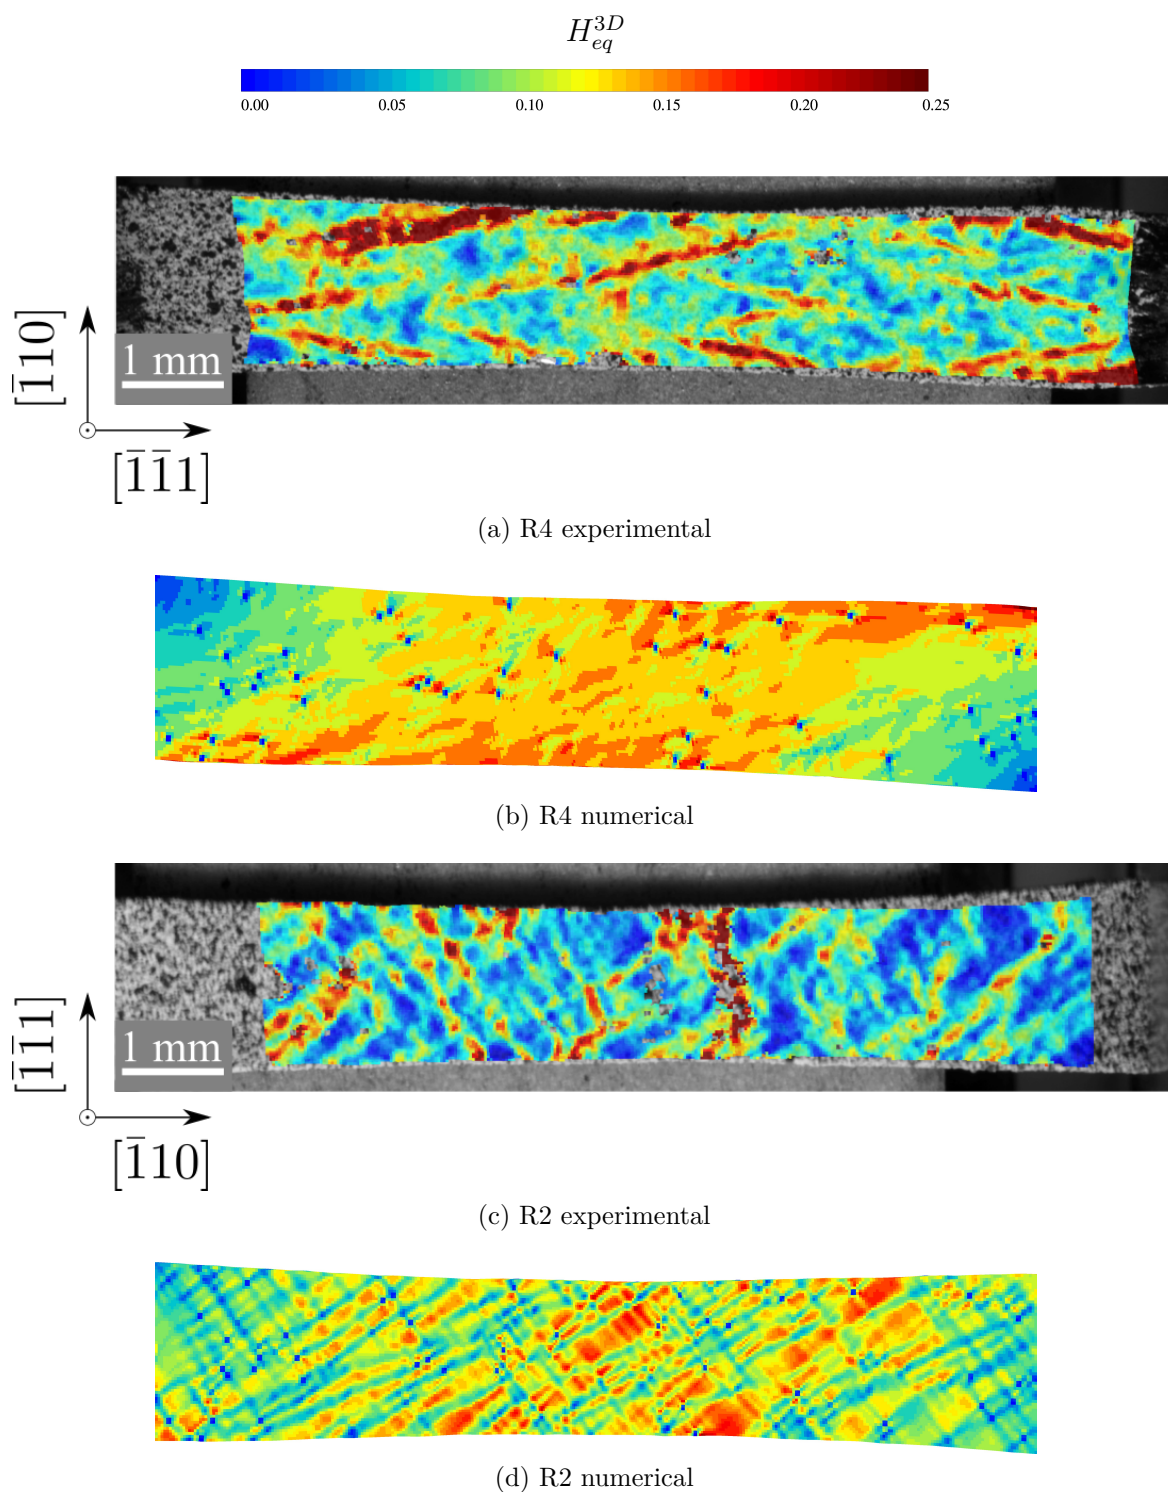 $H_{eq}^{3D}$
0.00 0.05 0.10 0.15 0.20 0.25
[1̄10]
1 mm
[1̄1̄1]
(a) R4 experimental
(b) R4 numerical
[1̄1̄1]
1 mm
[1̄10]
(c) R2 experimental
(d) R2 numerical